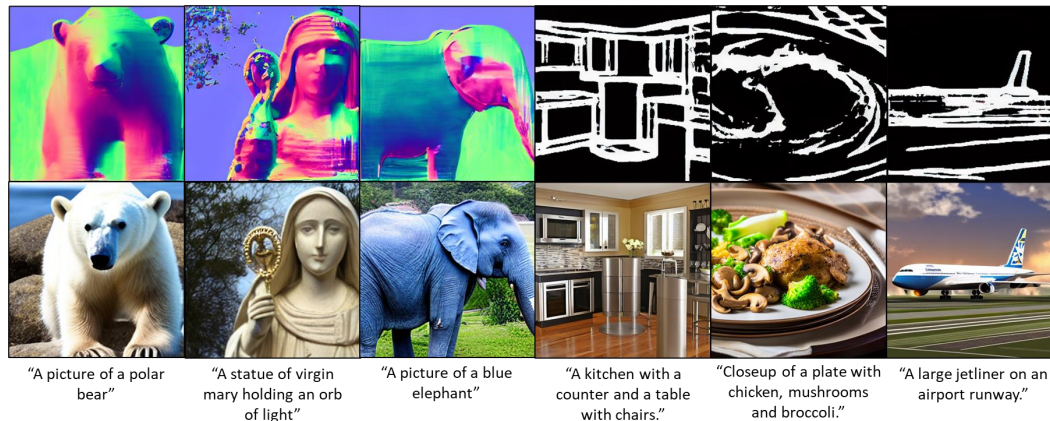 “A picture of a polar
bear”
“A statue of virgin
mary holding an orb
of light”
“A picture of a blue
elephant”
“A kitchen with a
counter and a table
with chairs.”
“Closeup of a plate with
chicken, mushrooms
and broccoli.”
“A large jetliner on an
airport runway.”